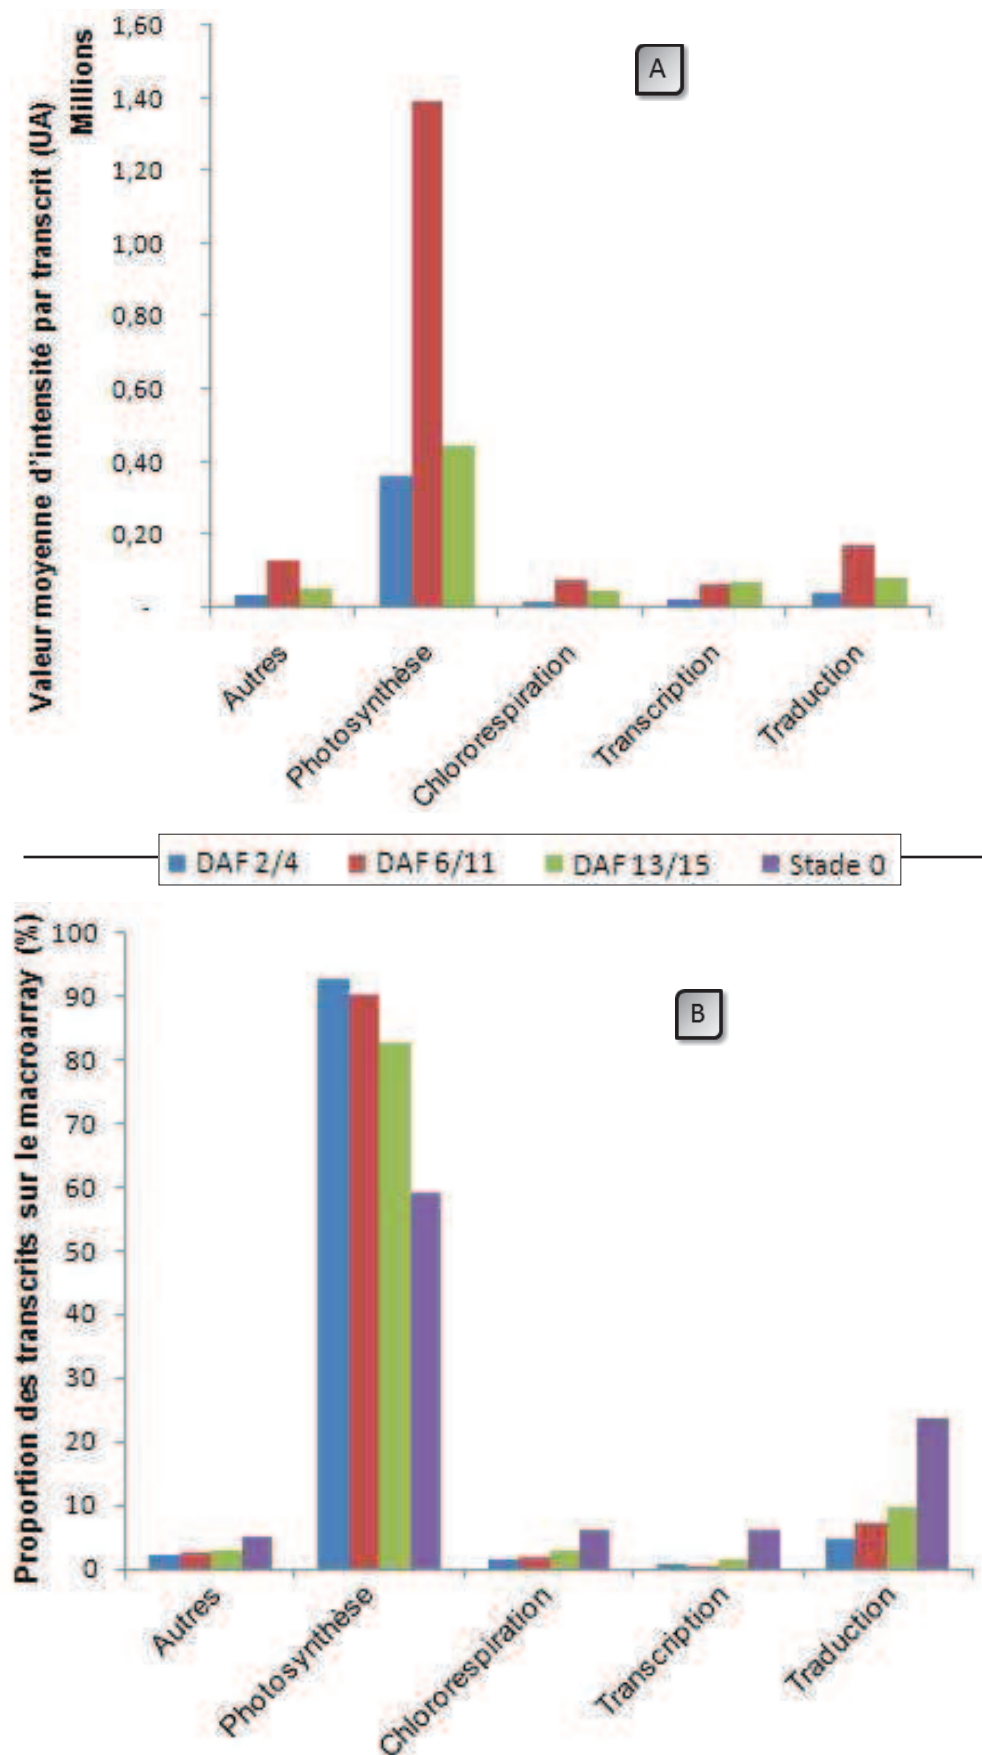 Valeur moyenne d'intensité par transcrit (UA)
Millions
1,60
1,40
1,20
1,00
0,80
0,60
0,40
0,20
-
A
Autres
Photosynthèse
Chlororespiration
Transcription
Traduction
DAF 2/4
DAF 6/11
DAF 13/15
Stade 0
Proportion des transcrits sur le macroarray (%)
100
90
80
70
60
50
40
30
20
10
0
B
Autres
Photosynthèse
Chlororespiration
Transcription
Traduction